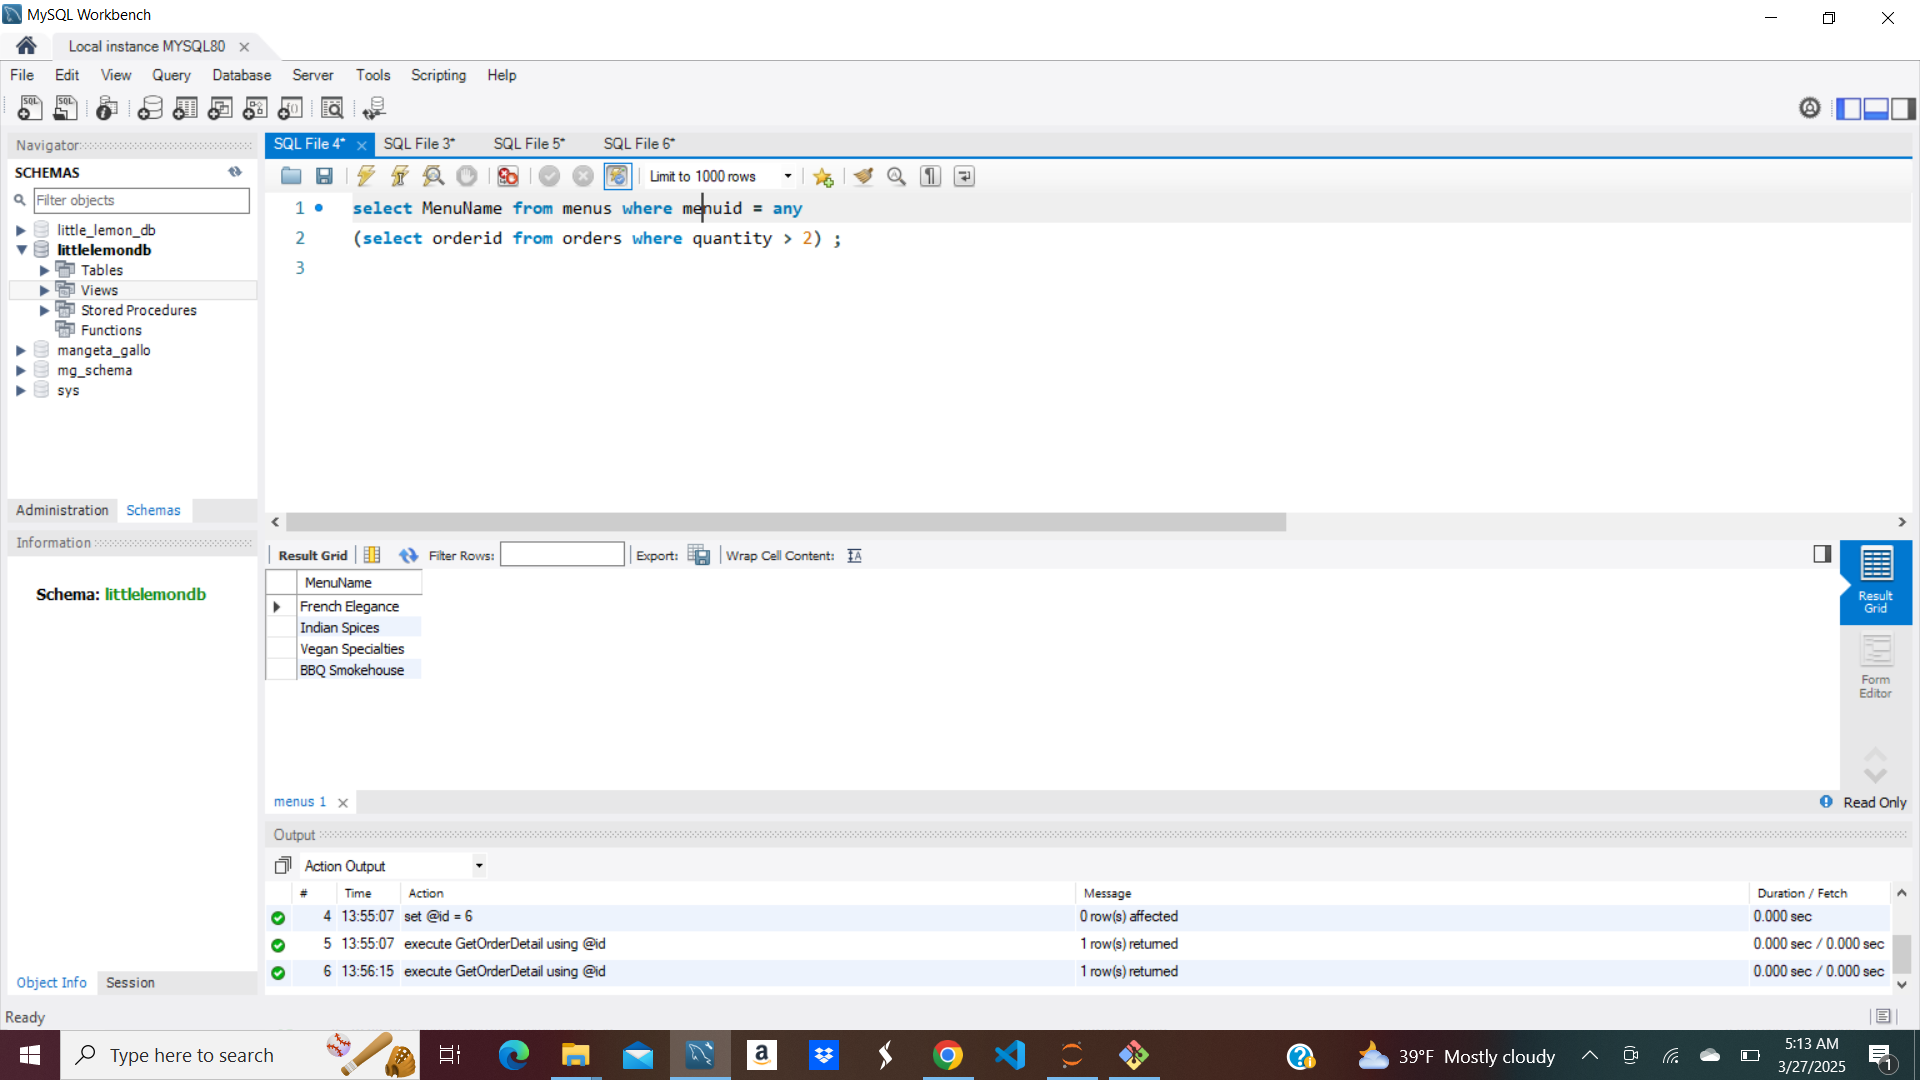 MySQL Workbench
Local instance MYSQL80
File Edit View Query Database Server Tools Scripting Help
Navigator
SCHEMAS
Filter objects
little_lemon_db
littlelemondb
Tables
Views
Stored Procedures
Functions
mangeta_gallo
mg_schema
sys
Administration Schemas
Information
Schema: littlelemondb
Object Info Session
SQL File 4* SQL File 3* SQL File 5* SQL File 6*
Limit to 1000 rows
1 select MenuName from menus where menuid = any
2 (select orderid from orders where quantity > 2) ;
3
Result Grid Filter Rows: Export: Wrap Cell Content:
MenuName
French Elegance
Indian Spices
Vegan Specialties
BBQ Smokehouse
Result
Grid
Form
Editor
menus 1
Read Only
Output
Action Output
# Time Action Message Duration / Fetch
4 13:55:07 set @id = 6 0 row(s) affected 0.000 sec
5 13:55:07 execute GetOrderDetail using @id 1 row(s) returned 0.000 sec / 0.000 sec
6 13:56:15 execute GetOrderDetail using @id 1 row(s) returned 0.000 sec / 0.000 sec
Ready
Type here to search
39°F Mostly cloudy
5:13 AM
3/27/2025
1